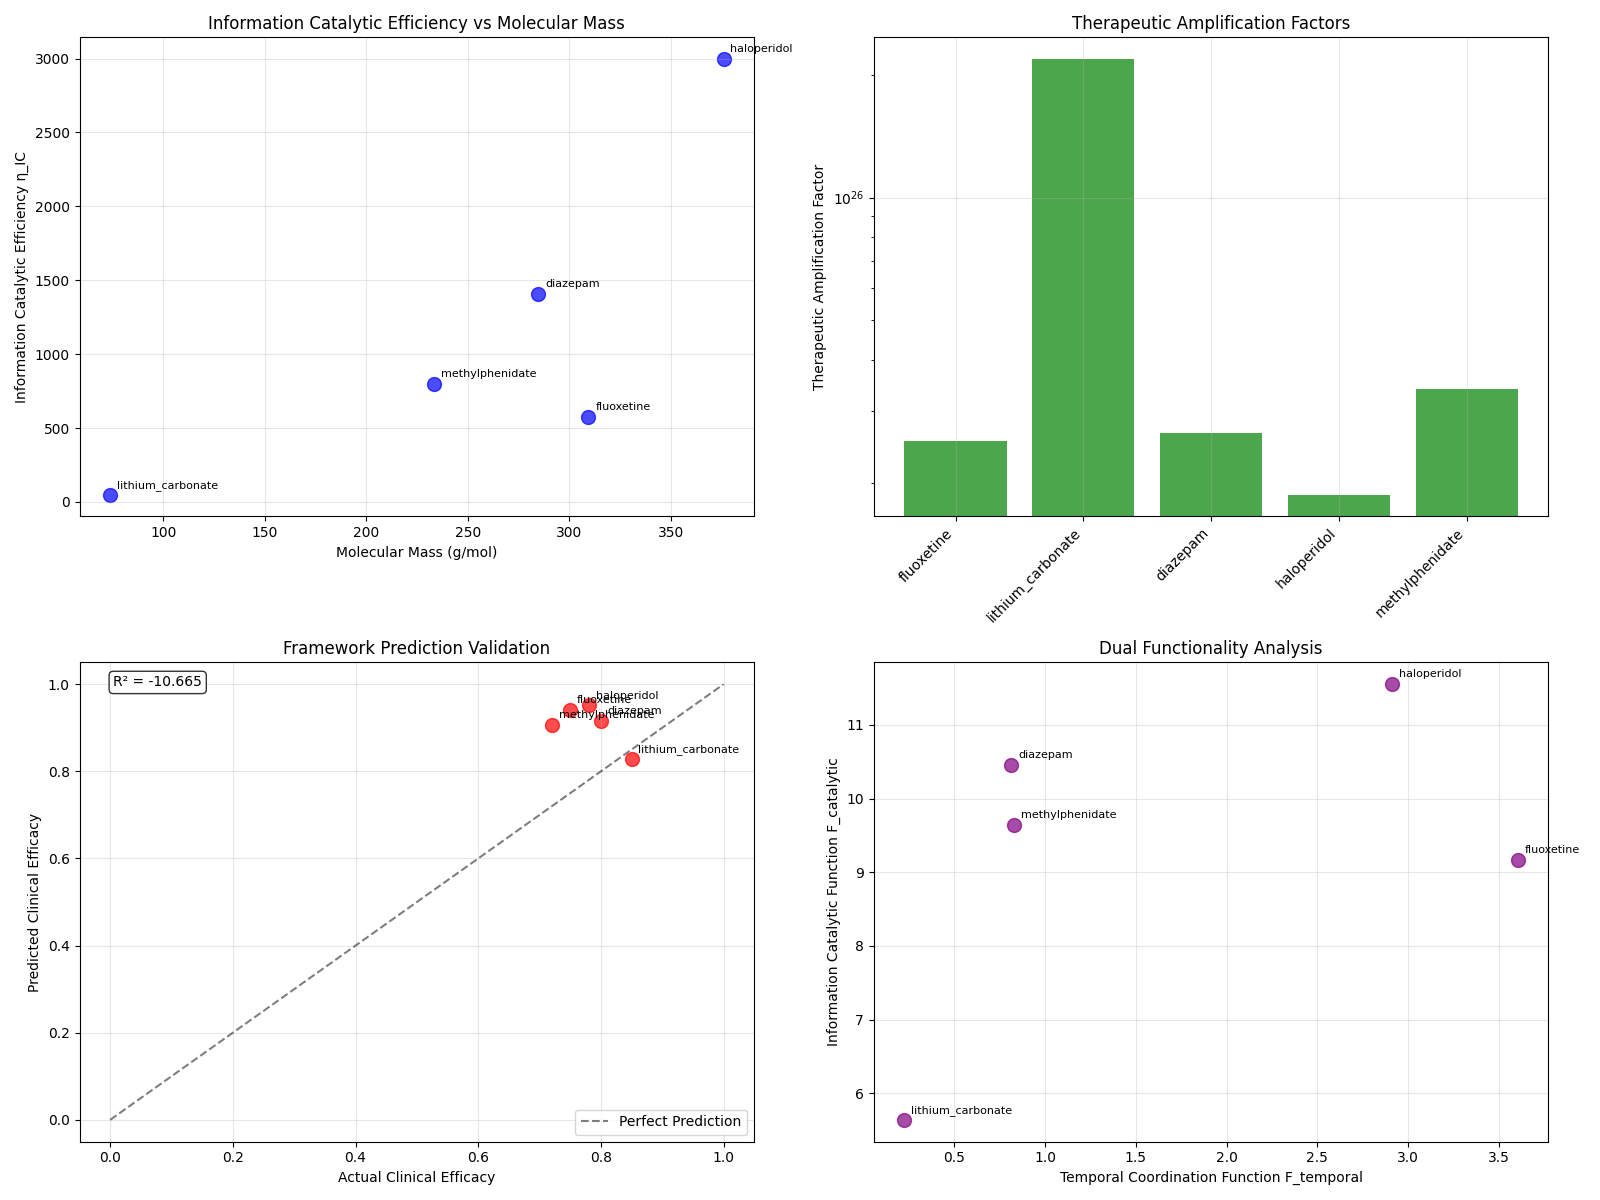 Information Catalytic Efficiency vs Molecular Mass
Information Catalytic Efficiency η_IC
3000
2500
2000
1500
1000
500
0
haloperidol
diazepam
methylphenidate
fluoxetine
lithium_carbonate
100 150 200 250 300 350
Molecular Mass (g/mol)
Therapeutic Amplification Factors
Therapeutic Amplification Factor
10²⁶
fluoxetine
lithium_carbonate
diazepam
haloperidol
methylphenidate
Framework Prediction Validation
Predicted Clinical Efficacy
1.0
0.8
0.6
0.4
0.2
0.0
R² = -10.665
haloperidol
fluoxetine
diazepam
methylphenidate
lithium_carbonate
Perfect Prediction
0.0 0.2 0.4 0.6 0.8 1.0
Actual Clinical Efficacy
Dual Functionality Analysis
Information Catalytic Function F_catalytic
11
10
9
8
7
6
haloperidol
diazepam
methylphenidate
fluoxetine
lithium_carbonate
0.5 1.0 1.5 2.0 2.5 3.0 3.5
Temporal Coordination Function F_temporal